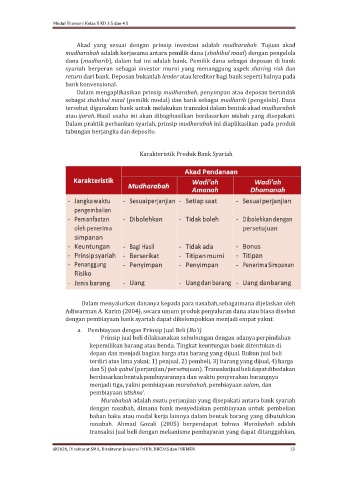 Modul Ekonomi Kelas X KD 3.5 dan 4.5
Akad yang sesuai dengan prinsip investasi adalah mudharabah. Tujuan akad
mudharabah adalah kerjasama antara pemilik dana (shahibul maal) dengan pengelola
dana (mudharib), dalam hal ini adalah bank. Pemilik dana sebagai deposan di bank
syariah berperan sebagai investor murni yang menanggung aspek sharing risk dan
return dari bank. Deposan bukanlah lender atau kreditor bagi bank seperti halnya pada
bank konvensional.
Dalam mengaplikasikan prinsip mudharabah, penyimpan atau deposan bertindak
sebagai shahibul maal (pemilik modal) dan bank sebagai mudharib (pengelola). Dana
tersebut digunakan bank untuk melakukan transaksi dalam bentuk akad mudharabah
atau ijarah. Hasil usaha ini akan dibagihasilkan berdasarkan nisbah yang disepakati.
Dalam praktik perbankan syariah, prinsip mudharabah ini diaplikasikan pada produk
tabungan berjangka dan deposito.
Karakteristik Produk Bank Syariah
Karakteristik
Akad Pendanaan
Mudharabah
Wadi'ah
Amanah
Wadi'ah
Dhamanah
- Jangka waktu - Sesuai perjanjian - Setiap saat - Sesuai perjanjian
pengembalian
- Pemanfaatan - Dibolehkan - Tidak boleh - Dibolehkan dengan
oleh penerima persetujuan
simpanan
- Keuntungan - Bagi Hasil - Tidak ada - Bonus
- Prinsip syariah - Berserikat - Titipan murni - Titipan
- Penanggung - Penyimpan - Penyimpan - Penerima Simpanan
Risiko
- Jenis barang - Uang - Uang dan barang - Uang dan barang
Dalam menyalurkan dananya kepada para nasabah, sebagaimana dijelaskan oleh
Adiwarman A. Karim (2004), secara umum produk penyaluran dana atau biasa disebut
dengan pembiayaan bank syariah dapat dikelompokkan menjadi empat yakni:
a. Pembiayaan dengan Prinsip Jual Beli (Ba'i)
Prinsip jual beli dilaksanakan sehubungan dengan adanya perpindahan
kepemilikan barang atau benda. Tingkat keuntungan bank ditentukan di
depan dan menjadi bagian harga atas barang yang dijual. Rukun jual beli
terdiri atas lima yakni, 1) penjual, 2) pembeli, 3) barang yang dijual, 4) harga
dan 5) ijab qabul (perjanjian/persetujuan). Transaksi jual beli dapat dibedakan
berdasarkan bentuk pembayarannya dan waktu penyerahan barangnya
menjadi tiga, yakni pembiayaan murabahah, pembiayaan salam, dan
pembiayaan istishna'.
Murabahah adalah suatu perjanjian yang disepakati antara bank syariah
dengan nasabah, dimana bank menyediakan pembiayaan untuk pembelian
bahan baku atau modal kerja lainnya dalam bentuk barang yang dibutuhkan
nasabah. Ahmad Gozali (2005) berpendapat bahwa Murabahah adalah
transaksi jual beli dengan mekanisme pembayaran yang dapat ditangguhkan,
@2020, Direktorat SMA, Direktorat Jenderal PAUD, DIKDAS dan DIKMEN 13